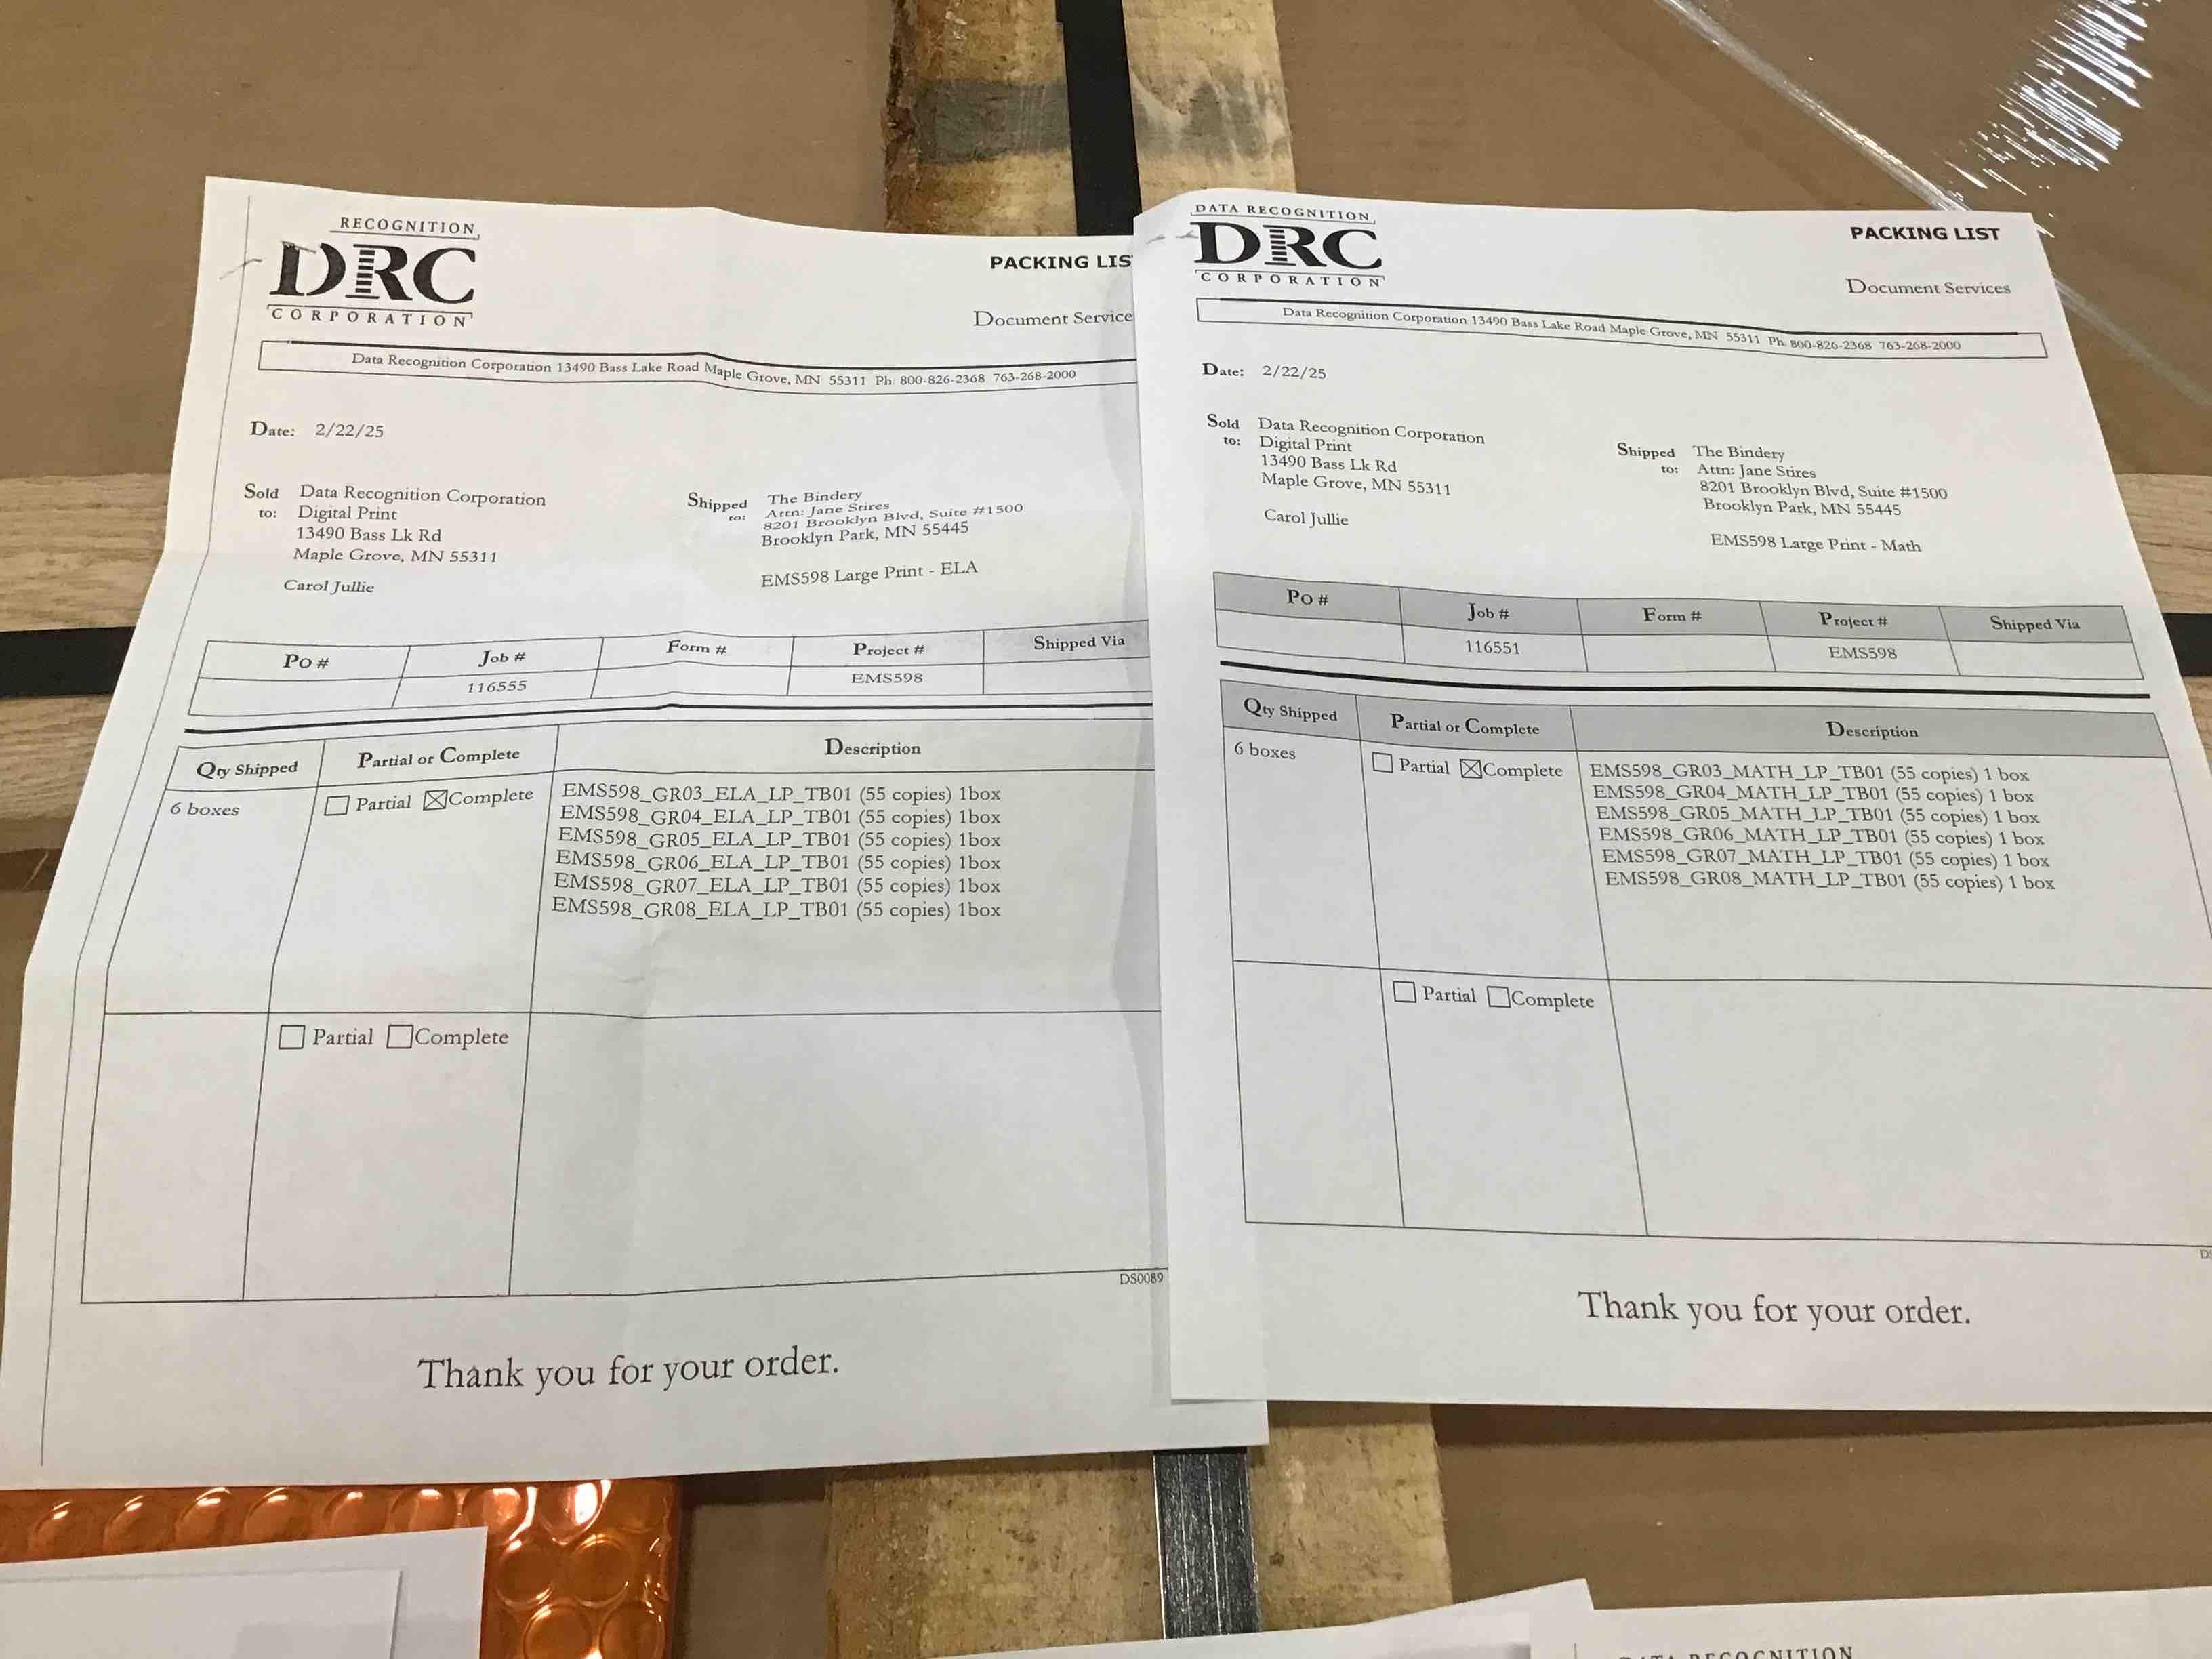 RECOGNITION
DRC
CORPORATION
PACKING LIS
Document Service
Data Recognition Corporation 13490 Bass Lake Road Maple Grove, MN 55311 Ph: 800-826-2368 763-268-2000
Date: 2/22/25
Sold to:
Data Recognition Corporation
Digital Print
13490 Bass Lk Rd
Maple Grove, MN 55311
Carol Jullie
Shipped to:
The Bindery
Attn: Jane Stires
8201 Brooklyn Blvd, Suite #1500
Brooklyn Park, MN 55445
EMS598 Large Print - ELA
PO # Job # Form # Project # Shipped Via
116555 EMS598
Qty Shipped Partial or Complete Description
6 boxes Partial Complete
EMS598_GR03_ELA_LP_TB01 (55 copies) 1box
EMS598_GR04_ELA_LP_TB01 (55 copies) 1box
EMS598_GR05_ELA_LP_TB01 (55 copies) 1box
EMS598_GR06_ELA_LP_TB01 (55 copies) 1box
EMS598_GR07_ELA_LP_TB01 (55 copies) 1box
EMS598_GR08_ELA_LP_TB01 (55 copies) 1box
Partial Complete
DS0089
Thank you for your order.
DATA RECOGNITION
DRC
CORPORATION
PACKING LIST
Document Services
Data Recognition Corporation 13490 Bass Lake Road Maple Grove, MN 55311 Ph: 800-826-2368 763-268-2000
Date: 2/22/25
Sold to:
Data Recognition Corporation
Digital Print
13490 Bass Lk Rd
Maple Grove, MN 55311
Carol Jullie
Shipped to:
The Bindery
Attn: Jane Stires
8201 Brooklyn Blvd, Suite #1500
Brooklyn Park, MN 55445
EMS598 Large Print - Math
PO # Job # Form # Project # Shipped Via
116551 EMS598
Qty Shipped Partial or Complete Description
6 boxes Partial Complete
EMS598_GR03_MATH_LP_TB01 (55 copies) 1 box
EMS598_GR04_MATH_LP_TB01 (55 copies) 1 box
EMS598_GR05_MATH_LP_TB01 (55 copies) 1 box
EMS598_GR06_MATH_LP_TB01 (55 copies) 1 box
EMS598_GR07_MATH_LP_TB01 (55 copies) 1 box
EMS598_GR08_MATH_LP_TB01 (55 copies) 1 box
Partial Complete
Thank you for your order.
DATA RECOGNITION